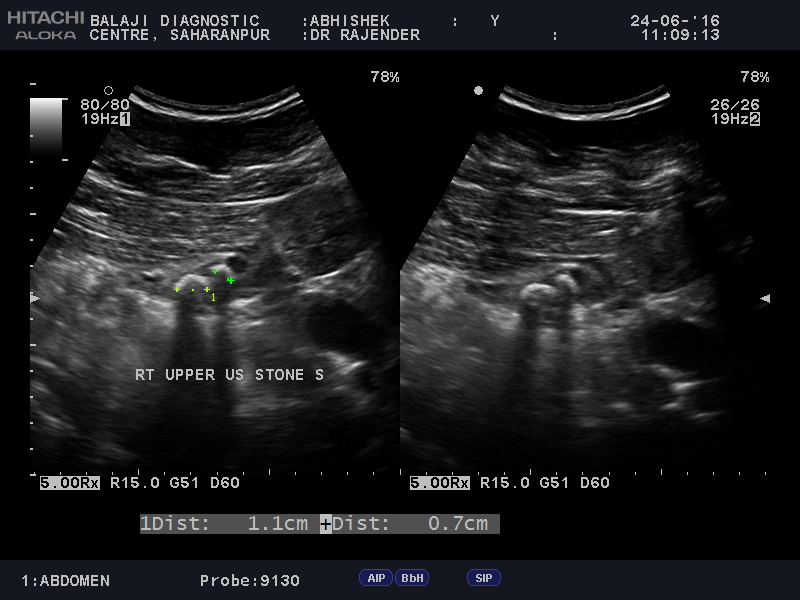 HITACHI ALOKA
BALAJI DIAGNOSTIC :ABHISHEK : Y 24-06-'16
CENTRE, SAHARANPUR :DR RAJENDER : 11:09:13
78% 78%
80/80 26/26
19Hz1 19Hz2
1
RT UPPER US STONE S
5.00Rx R15.0 G51 D60 5.00Rx R15.0 G51 D60
1Dist: 1.1cm +Dist: 0.7cm
1:ABDOMEN Probe:9130 AIP BbH SIP